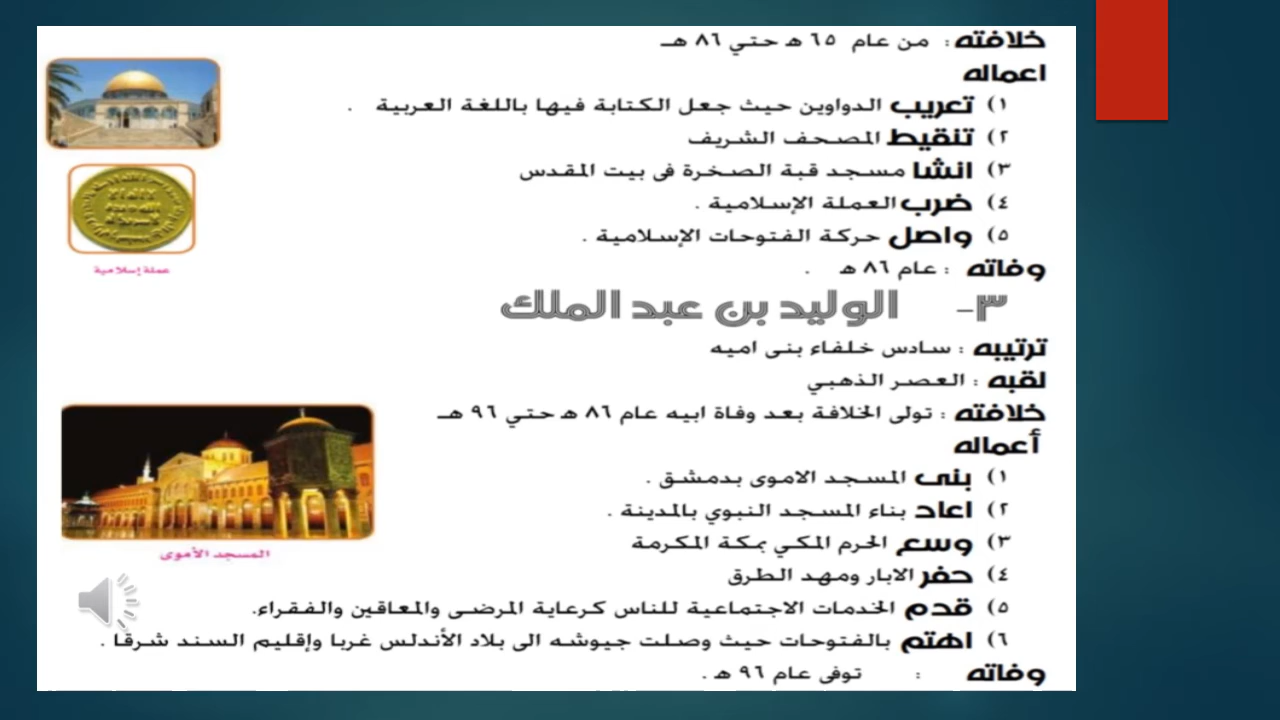 خلافته : من عام ٦٥ ه حتي ٨٦ هـ
اعماله
١) تعريب الدواوين حيث جعل الكتابة فيها باللغة العربية .
٢) تنقيط المصحف الشريف
٣) انشا مسجد قبة الصخرة فى بيت المقدس
٤) ضرب العملة الإسلامية .
٥) واصل حركة الفتوحات الإسلامية .
عملة إسلامية
وفاته : عام ٨٦ ه .
٣- الوليد بن عبد الملك
ترتيبه : سادس خلفاء بنى اميه
لقبه : العصر الذهبي
خلافته : تولى الخلافة بعد وفاة ابيه عام ٨٦ ه حتي ٩٦ هـ
أعماله
١) بنى المسجد الاموى بدمشق .
٢) اعاد بناء المسجد النبوي بالمدينة .
٣) وسع الحرم المكي بمكة المكرمة
المسجد الأموى
٤) حفر الابار ومهد الطرق
٥) قدم الخدمات الاجتماعية للناس كرعاية المرضى والمعاقين والفقراء.
٦) اهتم بالفتوحات حيث وصلت جيوشه الى بلاد الأندلس غربا وإقليم السند شرقا .
وفاته : توفى عام ٩٦ ه .